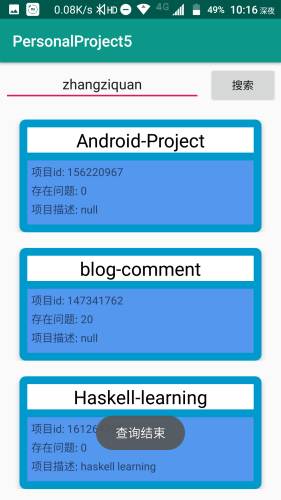 0.08K/s HD 4G 49% 10:16 深夜
PersonalProject5
zhangziquan 搜索
Android-Project
项目id: 156220967
存在问题: 0
项目描述: null
blog-comment
项目id: 147341762
存在问题: 20
项目描述: null
Haskell-learning
项目id:
存在问题: 0
项目描述: haskell learning
查询结束